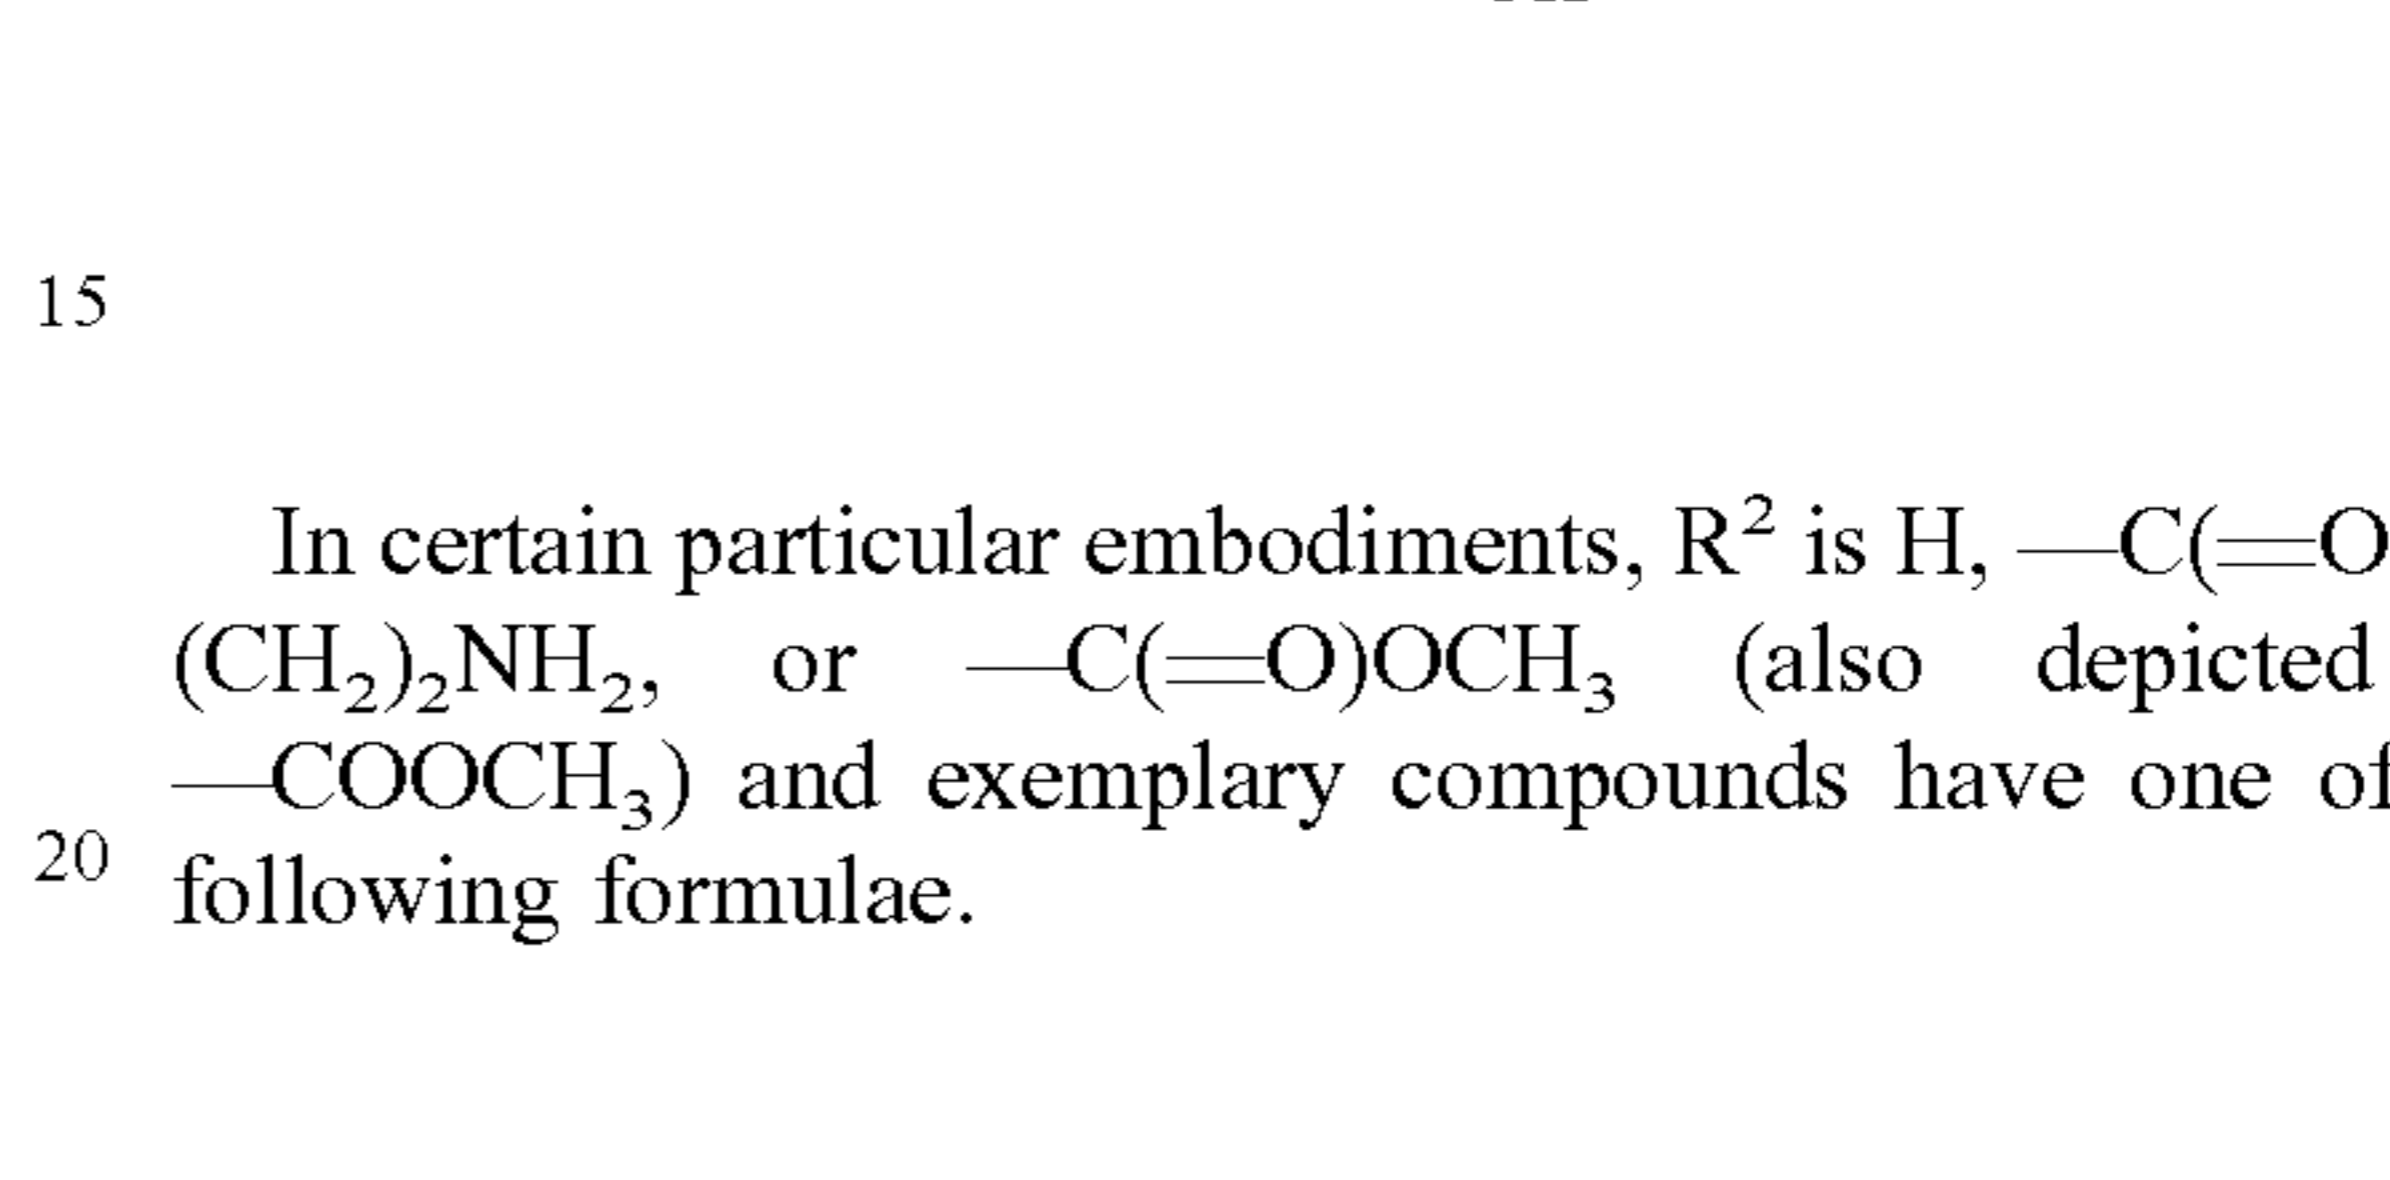 15
In certain particular embodiments, R² is H, —C(═O
(CH₂)₂NH₂, or —C(═O)OCH₃ (also depicted
—COOCH₃) and exemplary compounds have one of
20
following formulae.